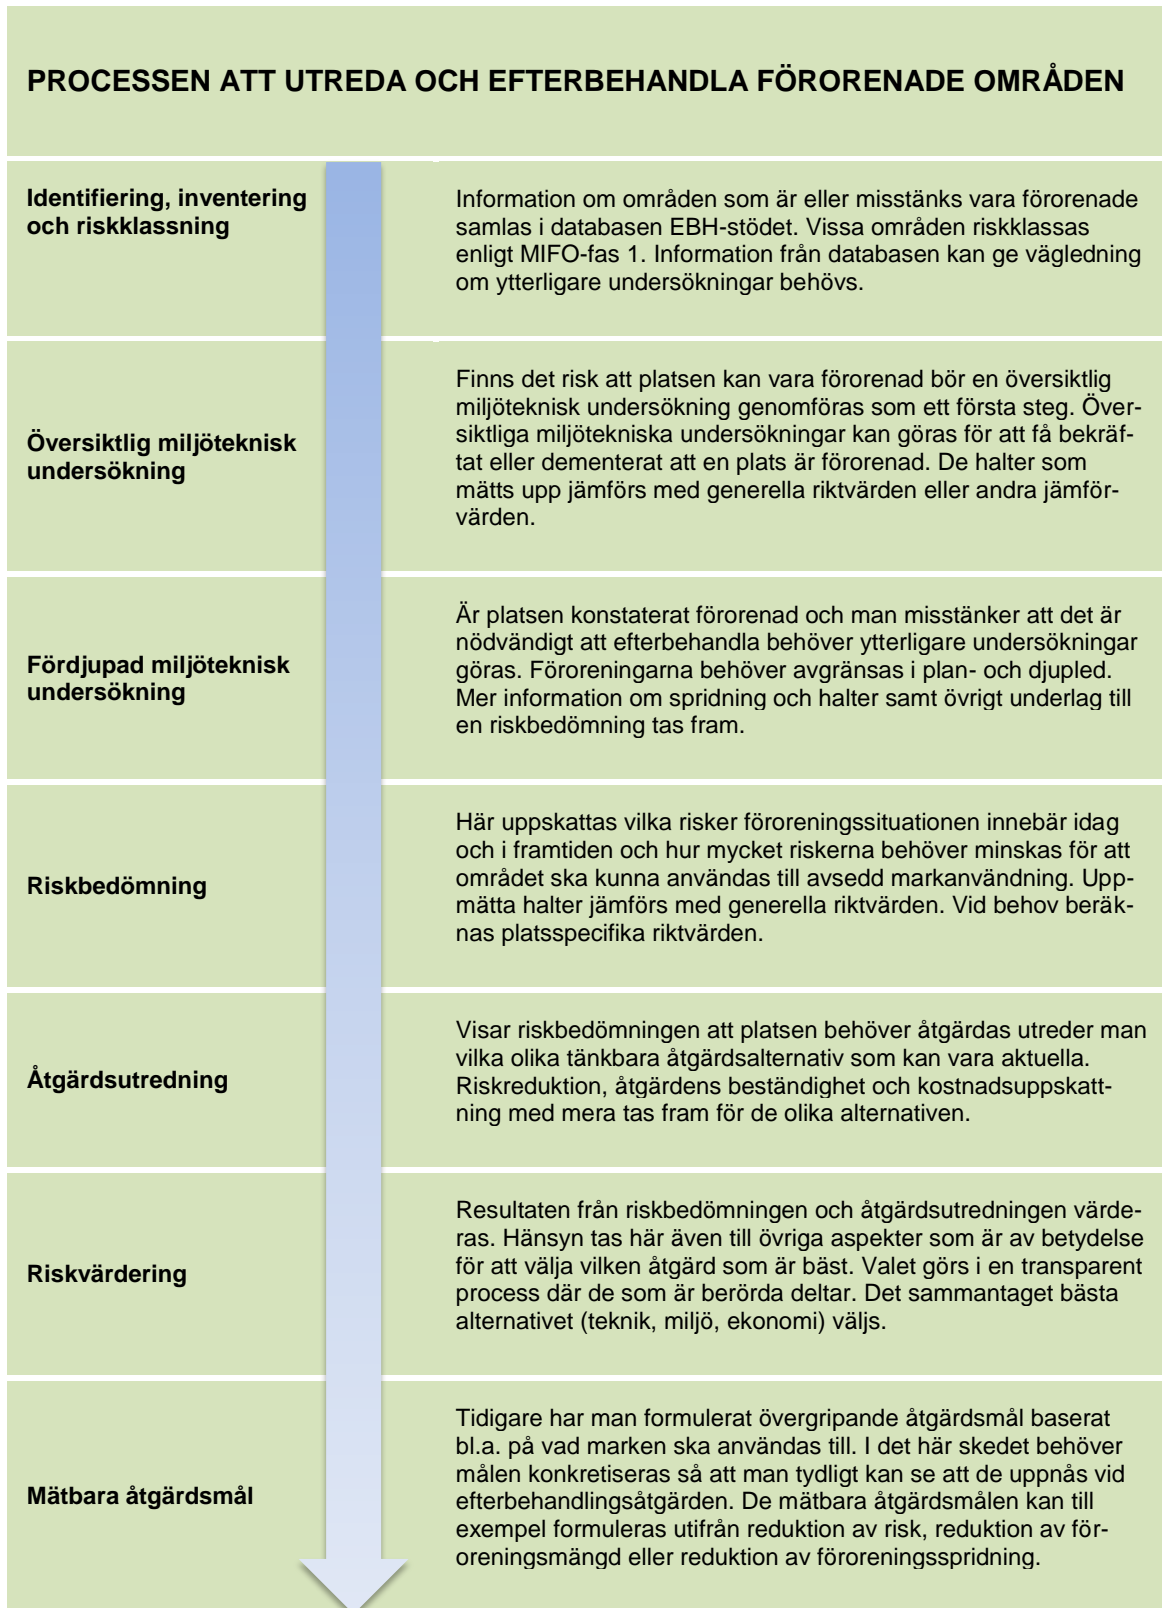 PROCESSEN ATT UTREDA OCH EFTERBEHANDLA FÖRORENADE OMRÅDEN
Identifiering, inventering
och riskklassning
Information om områden som är eller misstänks vara förorenade
samlas i databasen EBH-stödet. Vissa områden riskklassas
enligt MIFO-fas 1. Information från databasen kan ge vägledning
om ytterligare undersökningar behövs.
Översiktlig miljöteknisk
undersökning
Finns det risk att platsen kan vara förorenad bör en översiktlig
miljöteknisk undersökning genomföras som ett första steg. Över-
siktliga miljötekniska undersökningar kan göras för att få bekräf-
tat eller dementerat att en plats är förorenad. De halter som
mätts upp jämförs med generella riktvärden eller andra jämför-
värden.
Fördjupad miljöteknisk
undersökning
Är platsen konstaterat förorenad och man misstänker att det är
nödvändigt att efterbehandla behöver ytterligare undersökningar
göras. Föroreningarna behöver avgränsas i plan- och djupled.
Mer information om spridning och halter samt övrigt underlag till
en riskbedömning tas fram.
Riskbedömning
Här uppskattas vilka risker föroreningssituationen innebär idag
och i framtiden och hur mycket riskerna behöver minskas för att
området ska kunna användas till avsedd markanvändning. Upp-
mätta halter jämförs med generella riktvärden. Vid behov beräk-
nas platsspecifika riktvärden.
Åtgärdsutredning
Visar riskbedömningen att platsen behöver åtgärdas utreder man
vilka olika tänkbara åtgärdsalternativ som kan vara aktuella.
Riskreduktion, åtgärdens beständighet och kostnadsuppskatt-
ning med mera tas fram för de olika alternativen.
Riskvärdering
Resultaten från riskbedömningen och åtgärdsutredningen värde-
ras. Hänsyn tas här även till övriga aspekter som är av betydelse
för att välja vilken åtgärd som är bäst. Valet görs i en transparent
process där de som är berörda deltar. Det sammantaget bästa
alternativet (teknik, miljö, ekonomi) väljs.
Mätbara åtgärdsmål
Tidigare har man formulerat övergripande åtgärdsmål baserat
bl.a. på vad marken ska användas till. I det här skedet behöver
målen konkretiseras så att man tydligt kan se att de uppnås vid
efterbehandlingsåtgärden. De mätbara åtgärdsmålen kan till
exempel formuleras utifrån reduktion av risk, reduktion av för-
oreningsmängd eller reduktion av föroreningsspridning.